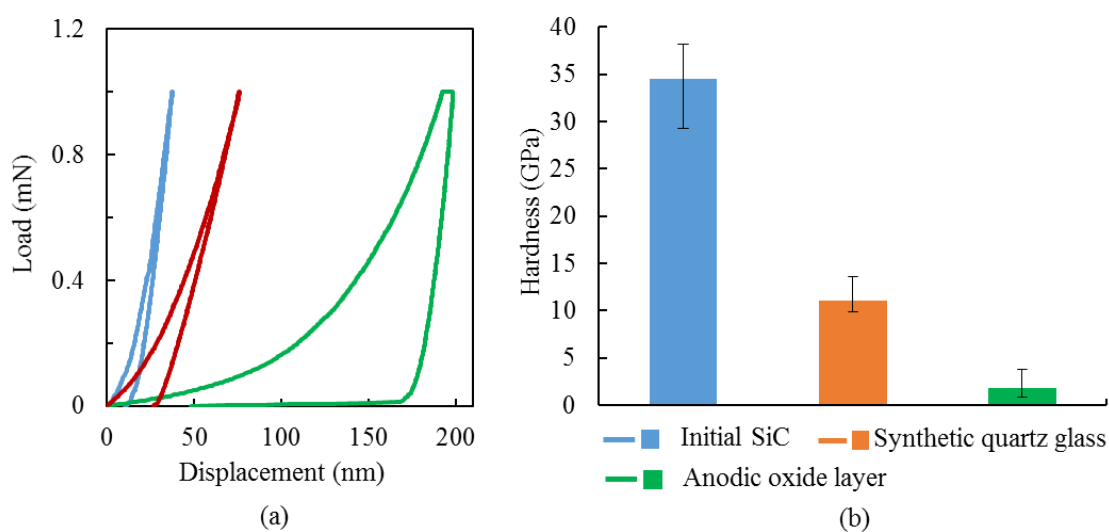 1.2
0.8
0.4
0
Load (mN)
0 50 100 150 200
Displacement (nm)
(a)
40
35
30
25
20
15
10
5
0
Hardness (GPa)
Initial SiC
Synthetic quartz glass
Anodic oxide layer
(b)